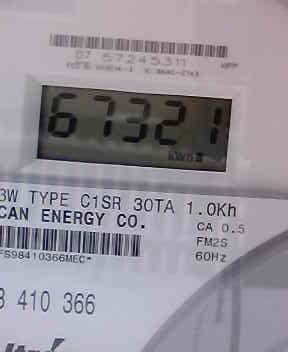 07 57245311
67321
3W TYPE C1SR 30TA 1.0Kh
CAN ENERGY CO.
CA 0.5
FM2S
FS98410366MEC*
60Hz
8 410 366